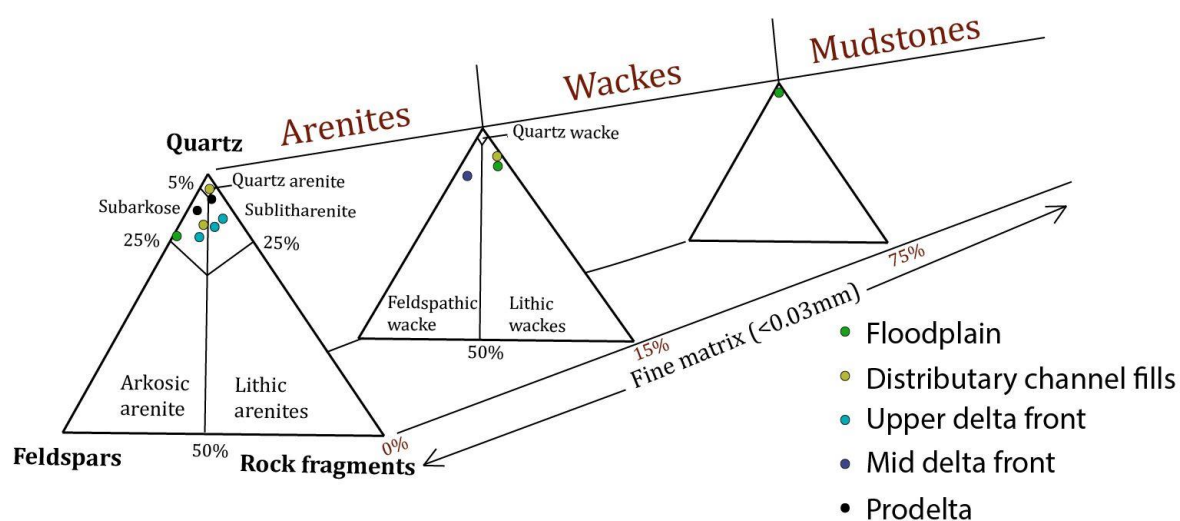 Mudstones
Wackes
Arenites
Quartz wacke
Quartz
Quartz arenite
5%
Subarkose
Sublitharenite
25%
25%
75%
Feldspathic
wacke
Lithic
wackes
50%
15%
Fine matrix (<0.03mm)
Arkosic
arenite
Lithic
arenites
0%
50%
Feldspars
Rock fragments
Floodplain
Distributary channel fills
Upper delta front
Mid delta front
Prodelta